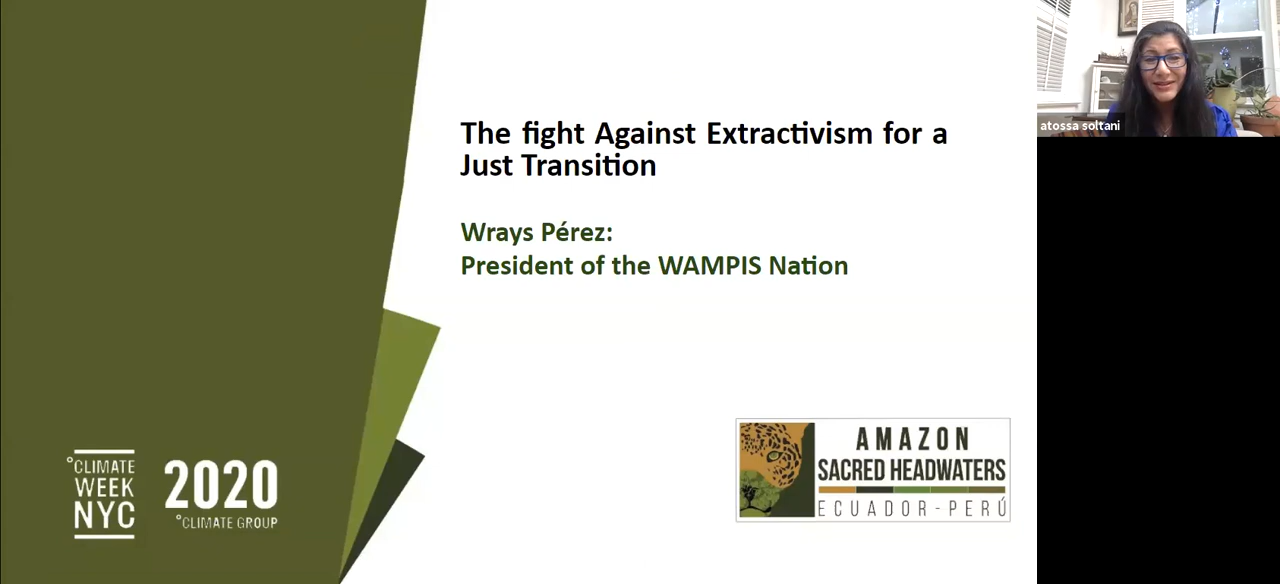 The fight Against Extractivism for a
Just Transition
Wrays Pérez:
President of the WAMPIS Nation
°CLIMATE
WEEK
NYC
2020
°CLIMATE GROUP
AMAZON
SACRED HEADWATERS
ECUADOR-PERÚ
atossa soltani